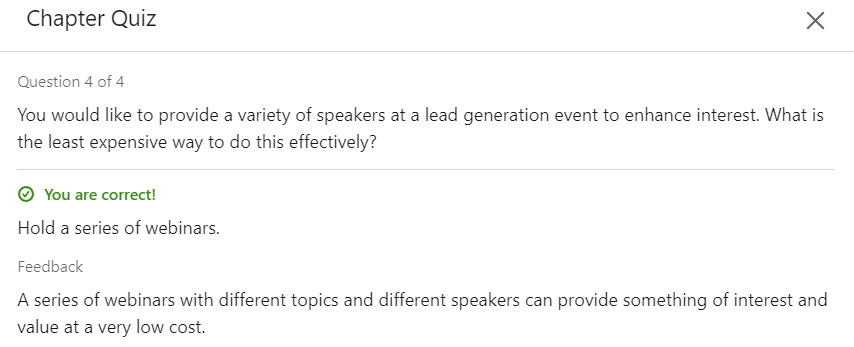 Chapter Quiz
Question 4 of 4
You would like to provide a variety of speakers at a lead generation event to enhance interest. What is
the least expensive way to do this effectively?
You are correct!
Hold a series of webinars.
Feedback
A series of webinars with different topics and different speakers can provide something of interest and
value at a very low cost.